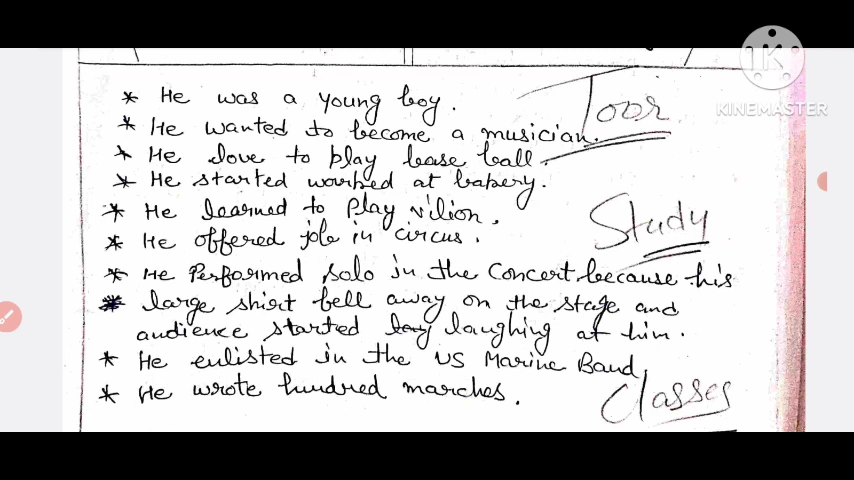 KINEMASTER
* He was a young boy.
Toor
* He wanted to become a musician.
* He love to play base ball.
* He started worked at bakery.
* He learned to play vilion.
Study
* He offered job in circus.
* He Performed solo in the Concert, because his
* large shirt fell away on the stage and
audience started laughing at him.
* He enlisted in the US Marine Band
* He wrote hundred marches.
Classes